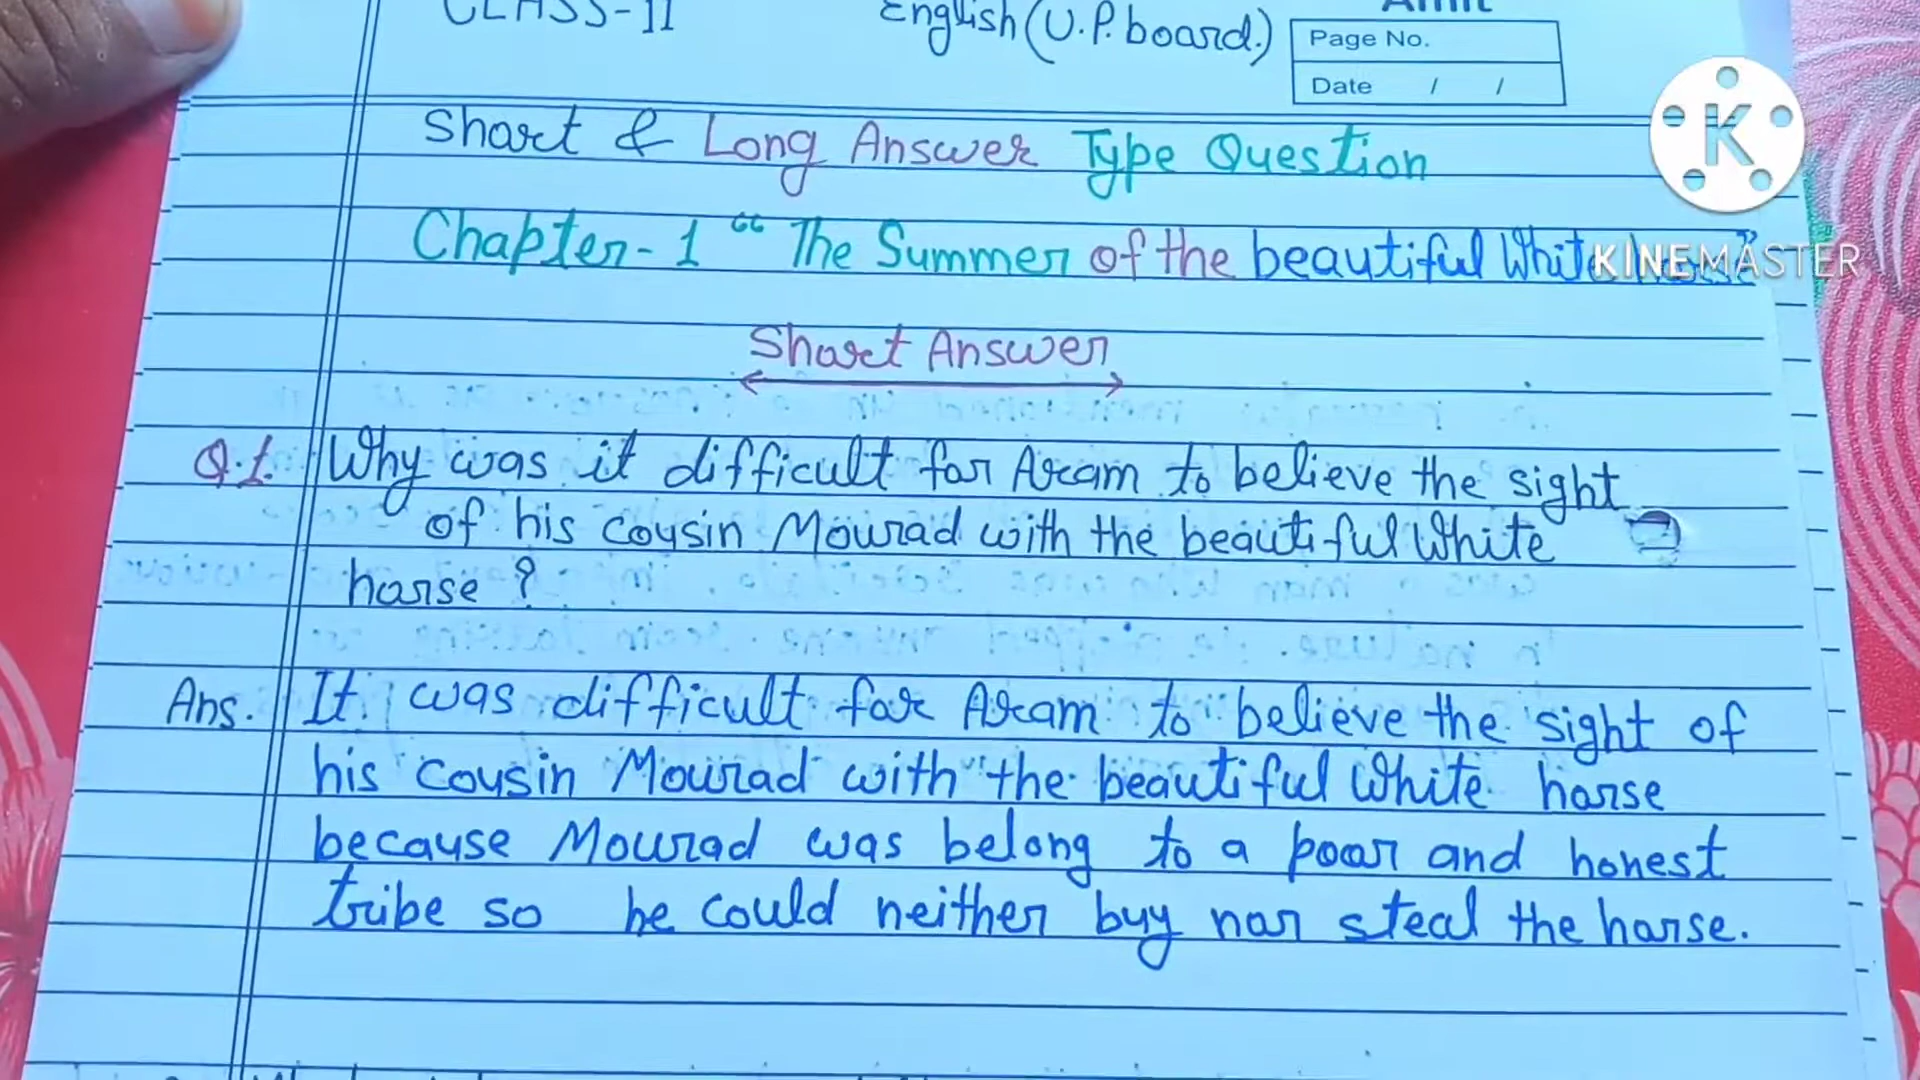 CLASS-11 English (U.P. board.)
Page No.
Date / /
Short & Long Answer Type Question
Chapter-1 "The Summer of the beautiful White horse"
KINEMASTER
Short Answer
Q.1. Why was it difficult for Aram to believe the sight
of his cousin Mourad with the beautiful White
horse ?
Ans. It was difficult for Aram to believe the sight of
his cousin Mourad with the beautiful White horse
because Mourad was belong to a poor and honest
tribe so he could neither buy nor steal the horse.